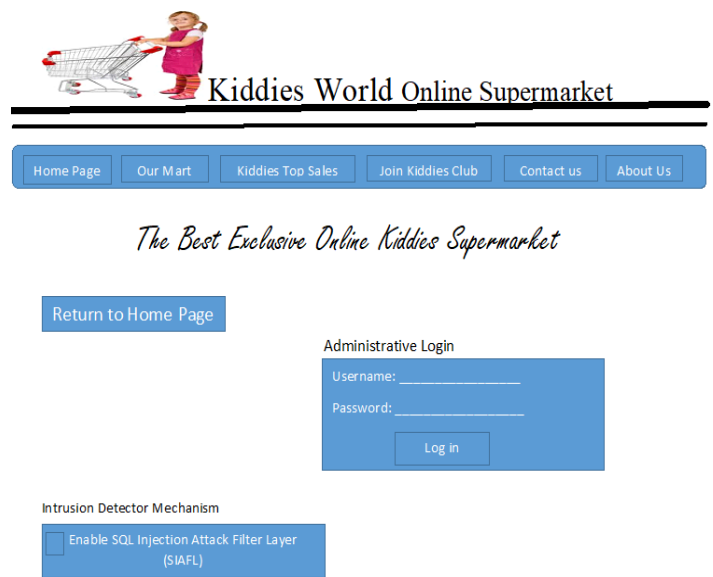 Kiddies World Online Supermarket
Home Page Our Mart Kiddies Top Sales Join Kiddies Club Contact us About Us
The Best Exclusive Online Kiddies Supermarket
Return to Home Page
Administrative Login
Username: _________________
Password: __________________
Log in
Intrusion Detector Mechanism
Enable SQL Injection Attack Filter Layer
(SIAFL)